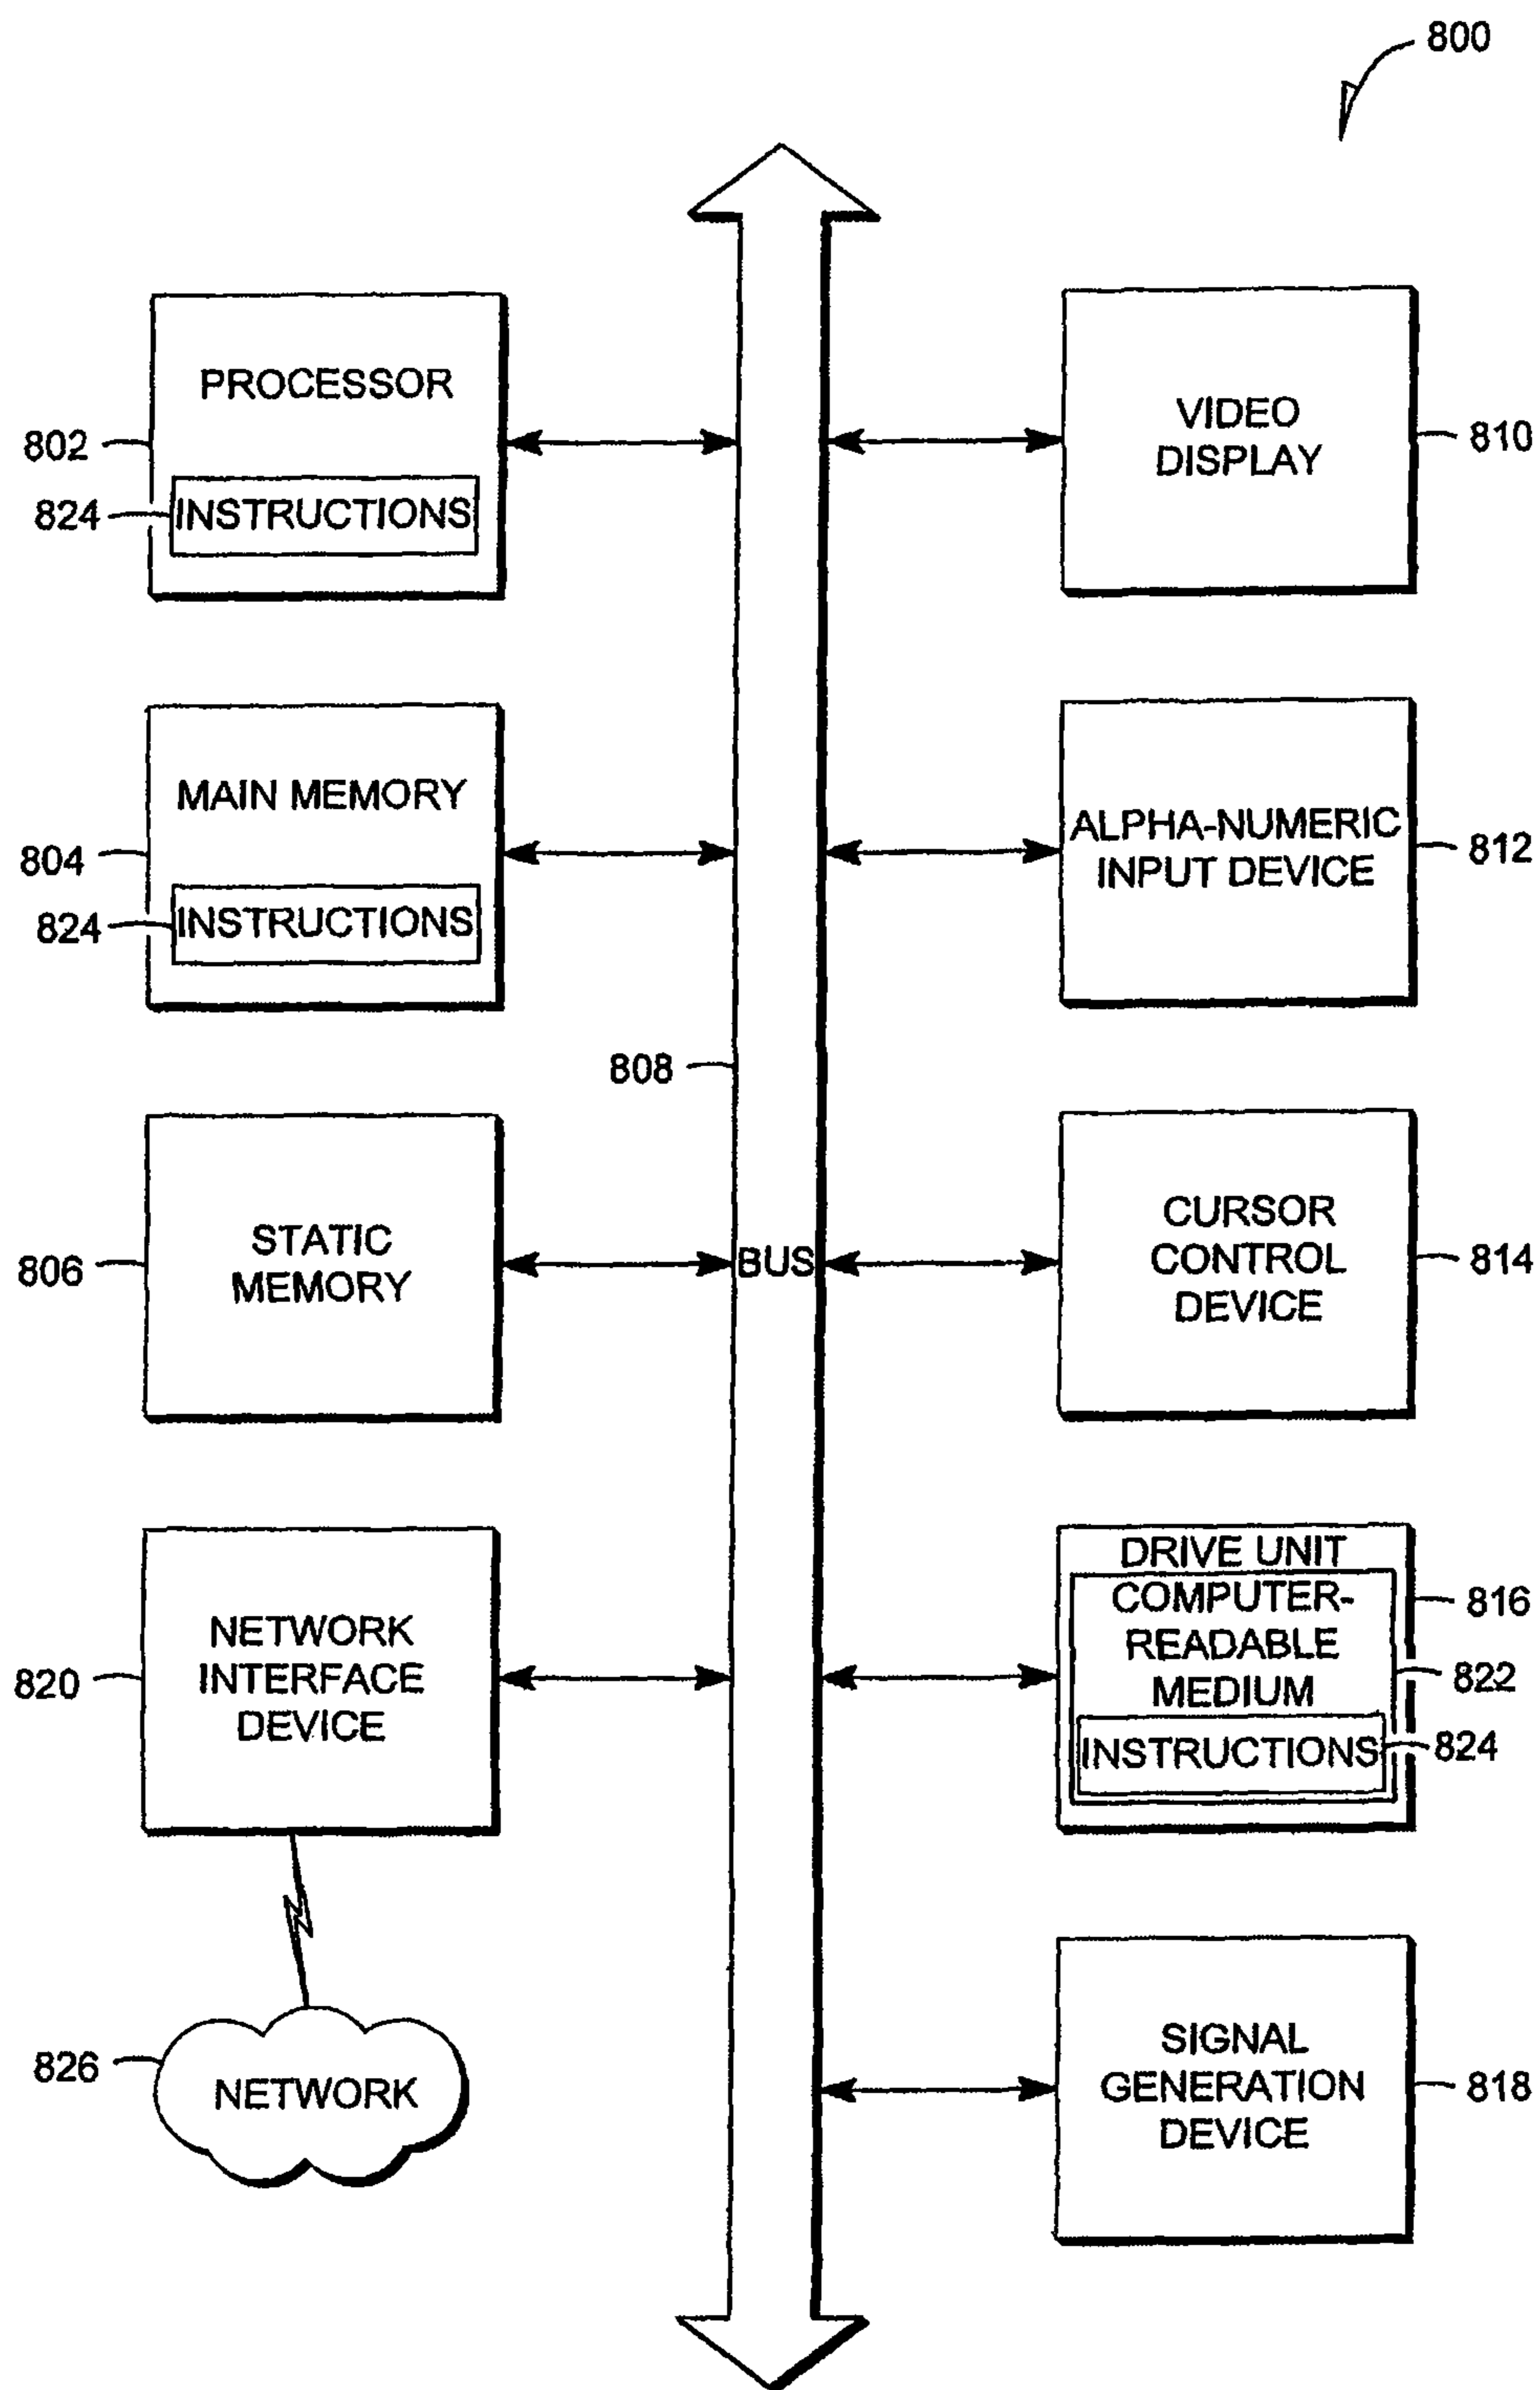 800
PROCESSOR
802
824
INSTRUCTIONS
VIDEO
DISPLAY
810
MAIN MEMORY
804
824
INSTRUCTIONS
ALPHA-NUMERIC
INPUT DEVICE
812
808
STATIC
MEMORY
806
BUS
CURSOR
CONTROL
DEVICE
814
NETWORK
INTERFACE
DEVICE
820
DRIVE UNIT
COMPUTER-
READABLE
MEDIUM
816
822
INSTRUCTIONS
824
826
NETWORK
SIGNAL
GENERATION
DEVICE
818